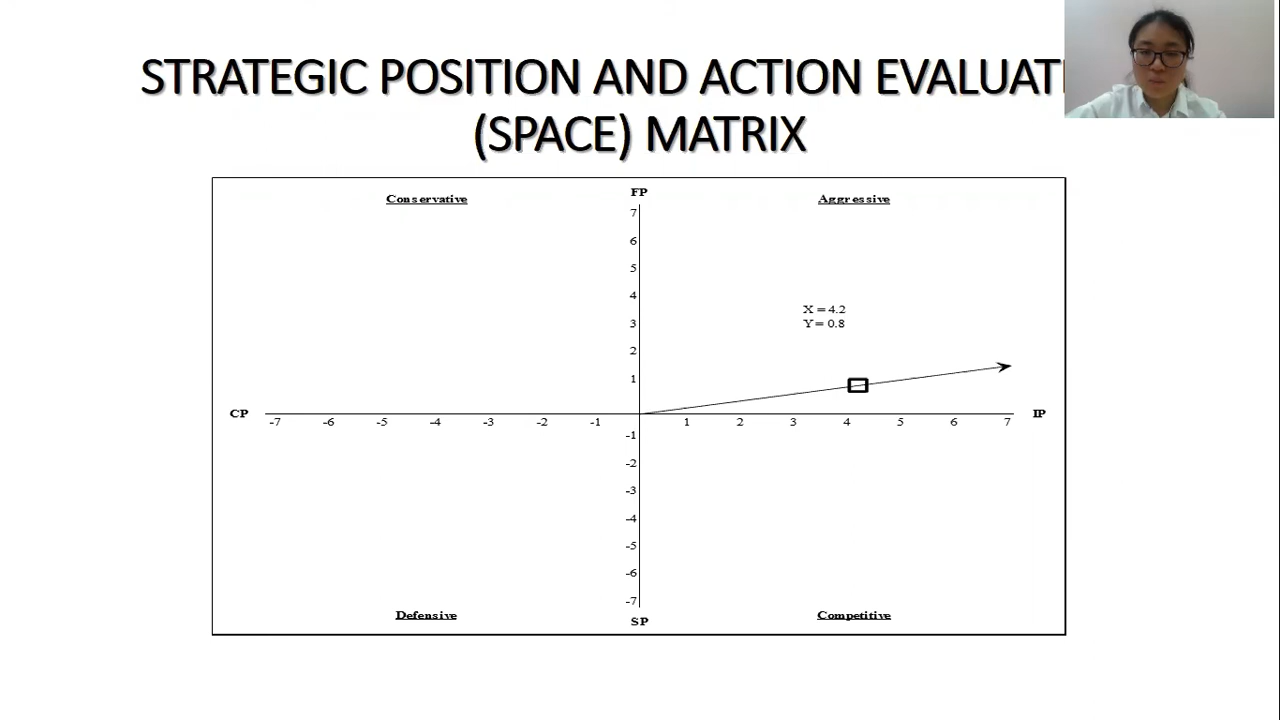 STRATEGIC POSITION AND ACTION EVALUATI
(SPACE) MATRIX
FP
Conservative
Aggressive
7
6
5
4
X = 4.2
3
Y = 0.8
2
1
CP
IP
-7 -6 -5 -4 -3 -2 -1 1 2 3 4 5 6 7
-1
-2
-3
-4
-5
-6
-7
Defensive
Competitive
SP